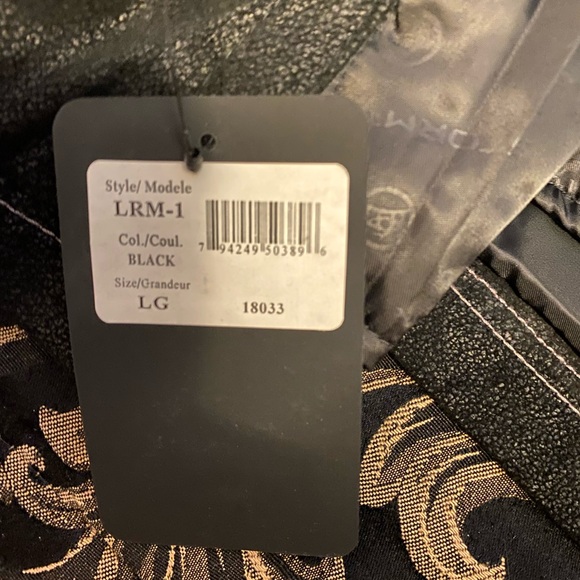 Style/ Modele
LRM-1
Col./Coul.
BLACK
7 94249 50389 6
Size/Grandeur
LG
18033